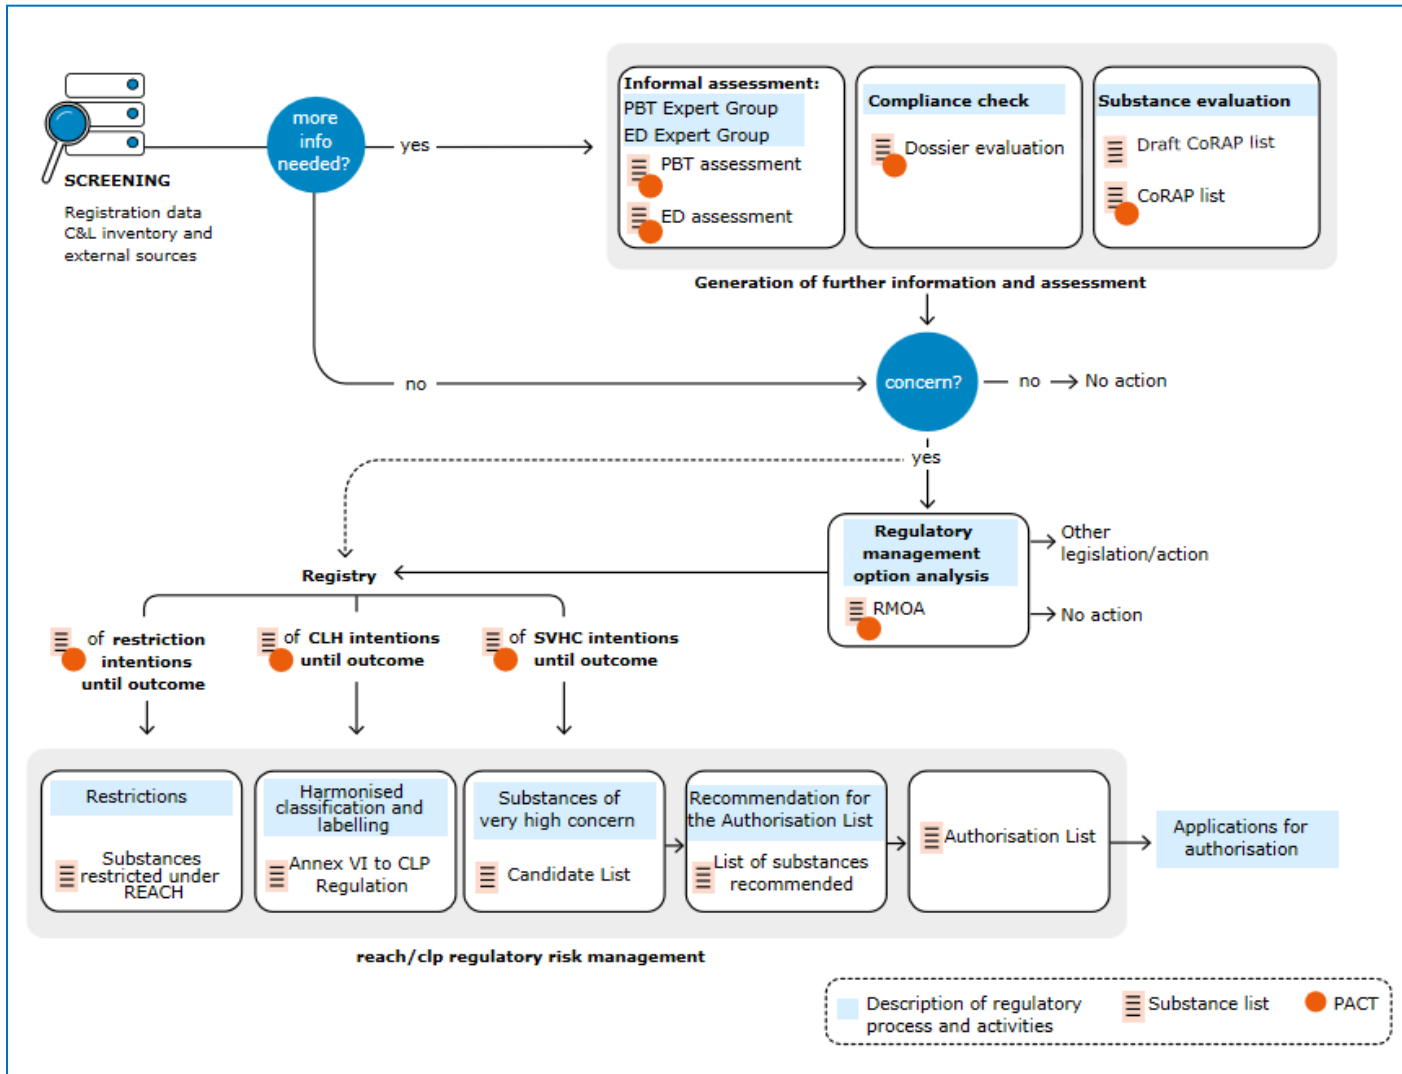 SCREENING
Registration data
C&L inventory and
external sources
more
info
needed?
yes
Informal assessment:
PBT Expert Group
ED Expert Group
PBT assessment
ED assessment
Compliance check
Dossier evaluation
Substance evaluation
Draft CoRAP list
CoRAP list
Generation of further information and assessment
no
concern?
no
No action
yes
Regulatory
management
option analysis
RMOA
Other
legislation/action
No action
Registry
of restriction
intentions
until outcome
of CLH intentions
until outcome
of SVHC intentions
until outcome
Restrictions
Substances
restricted under
REACH
Harmonised
classification and
labelling
Annex VI to CLP
Regulation
Substances of
very high concern
Candidate List
Recommendation for
the Authorisation List
List of substances
recommended
Authorisation List
Applications for
authorisation
reach/clp regulatory risk management
Description of regulatory
process and activities
Substance list
PACT